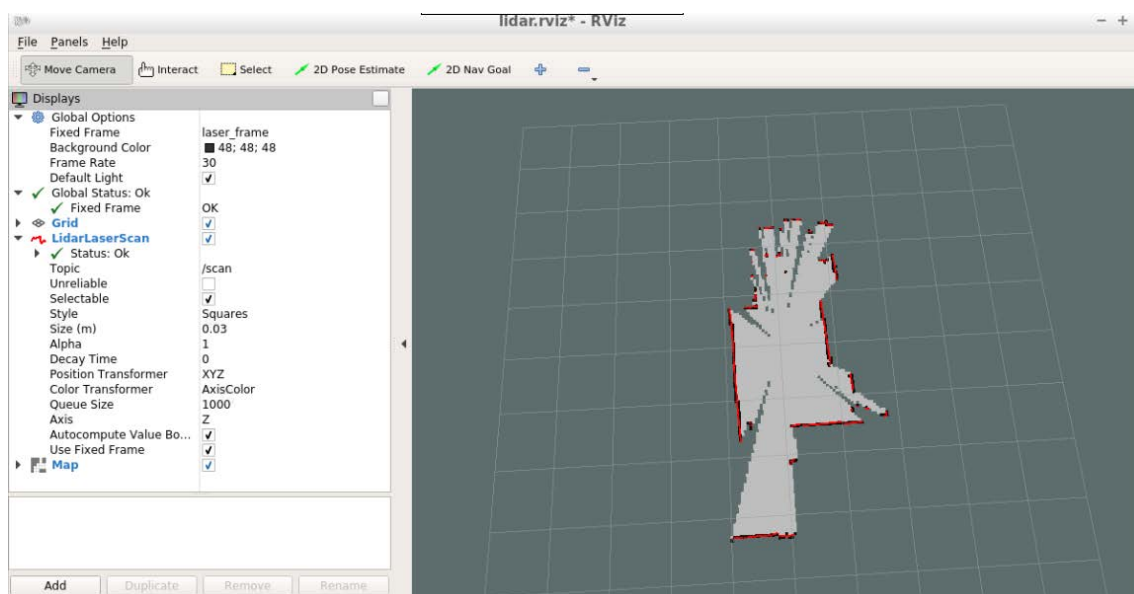 lidar.rviz* - RViz
File Panels Help
Move Camera Interact Select 2D Pose Estimate 2D Nav Goal
Displays
Global Options
Fixed Frame laser_frame
Background Color 48; 48; 48
Frame Rate 30
Default Light
Global Status: Ok
Fixed Frame OK
Grid
LidarLaserScan
Status: Ok
Topic /scan
Unreliable
Selectable
Style Squares
Size (m) 0.03
Alpha 1
Decay Time 0
Position Transformer XYZ
Color Transformer AxisColor
Queue Size 1000
Axis Z
Autocompute Value Bo...
Use Fixed Frame
Map
Add Duplicate Remove Rename